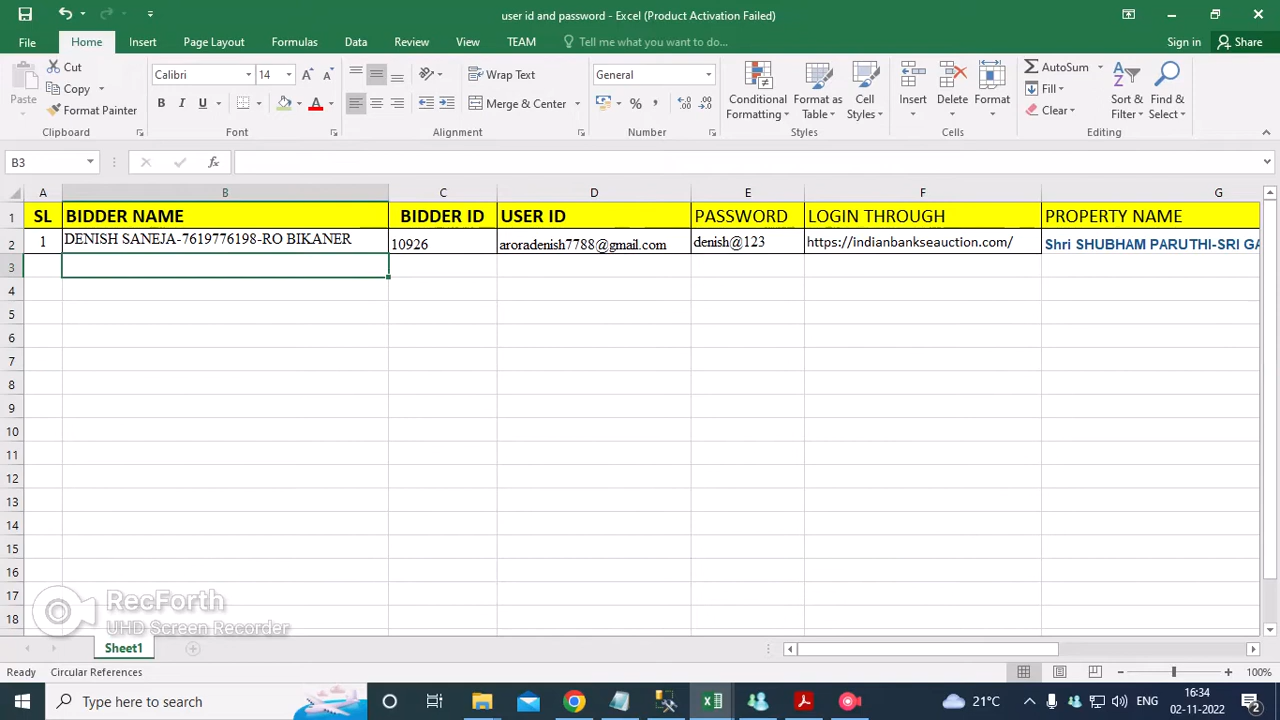 user id and password - Excel (Product Activation Failed)
File Home Insert Page Layout Formulas Data Review View TEAM Tell me what you want to do... Sign in Share
Paste
Cut
Copy
Format Painter
Calibri 14
B I U
Wrap Text
Merge & Center
General
Conditional Formatting
Format as Table
Cell Styles
Insert Delete Format
AutoSum
Fill
Clear
Sort & Filter
Find & Select
Clipboard Font Alignment Number Styles Cells Editing
B3 fx
A B C D E F G
1 SL BIDDER NAME BIDDER ID USER ID PASSWORD LOGIN THROUGH PROPERTY NAME
2 1 DENISH SANEJA-7619776198-RO BIKANER 10926 aroradenish7788@gmail.com denish@123 https://indianbankseauction.com/ Shri SHUBHAM PARUTHI-SRI GA
3
4
5
6
7
8
9
10
11
12
13
14
15
16
17
18
RecForth
UHD Screen Recorder
Sheet1
Ready Circular References 100%
Type here to search
21°C
ENG
16:34
02-11-2022
2